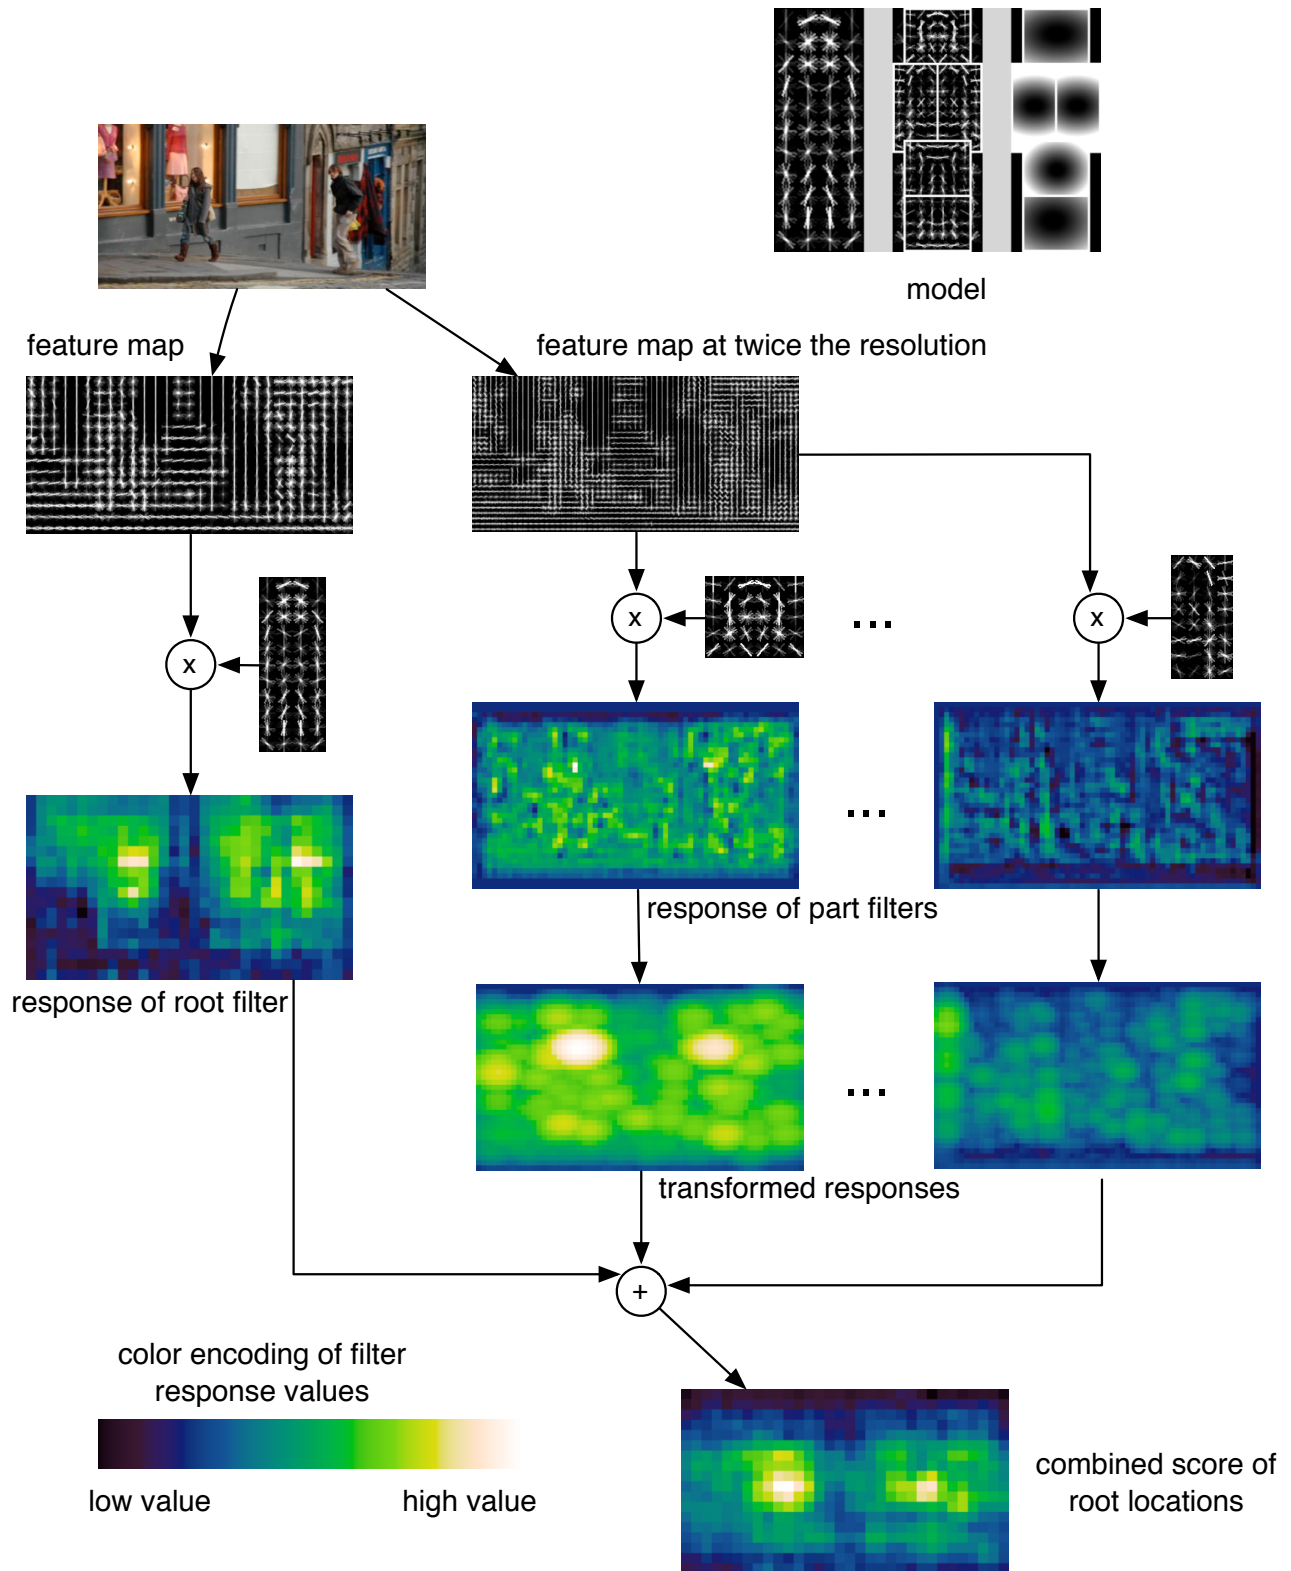 model
feature map
feature map at twice the resolution
x
x
x
...
...
response of part filters
response of root filter
...
transformed responses
+
color encoding of filter
response values
low value
high value
combined score of
root locations